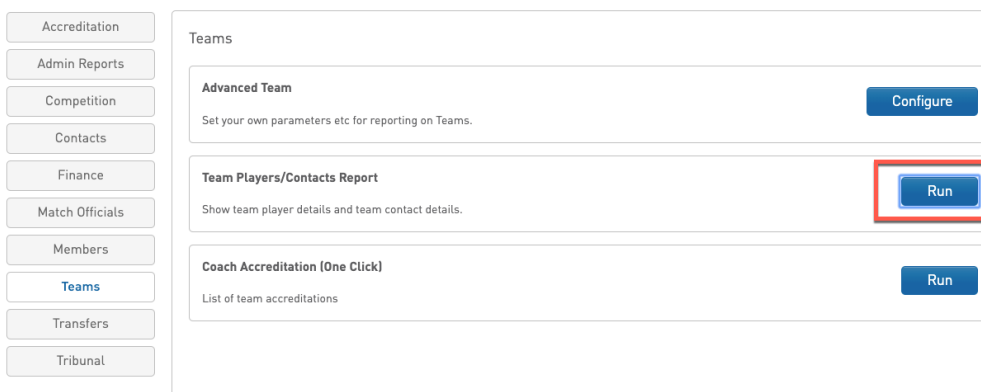 Accreditation
Admin Reports
Competition
Contacts
Finance
Match Officials
Members
Teams
Transfers
Tribunal
Teams
Advanced Team
Set your own parameters etc for reporting on Teams.
Configure
Team Players/Contacts Report
Show team player details and team contact details.
Run
Coach Accreditation (One Click)
List of team accreditations
Run